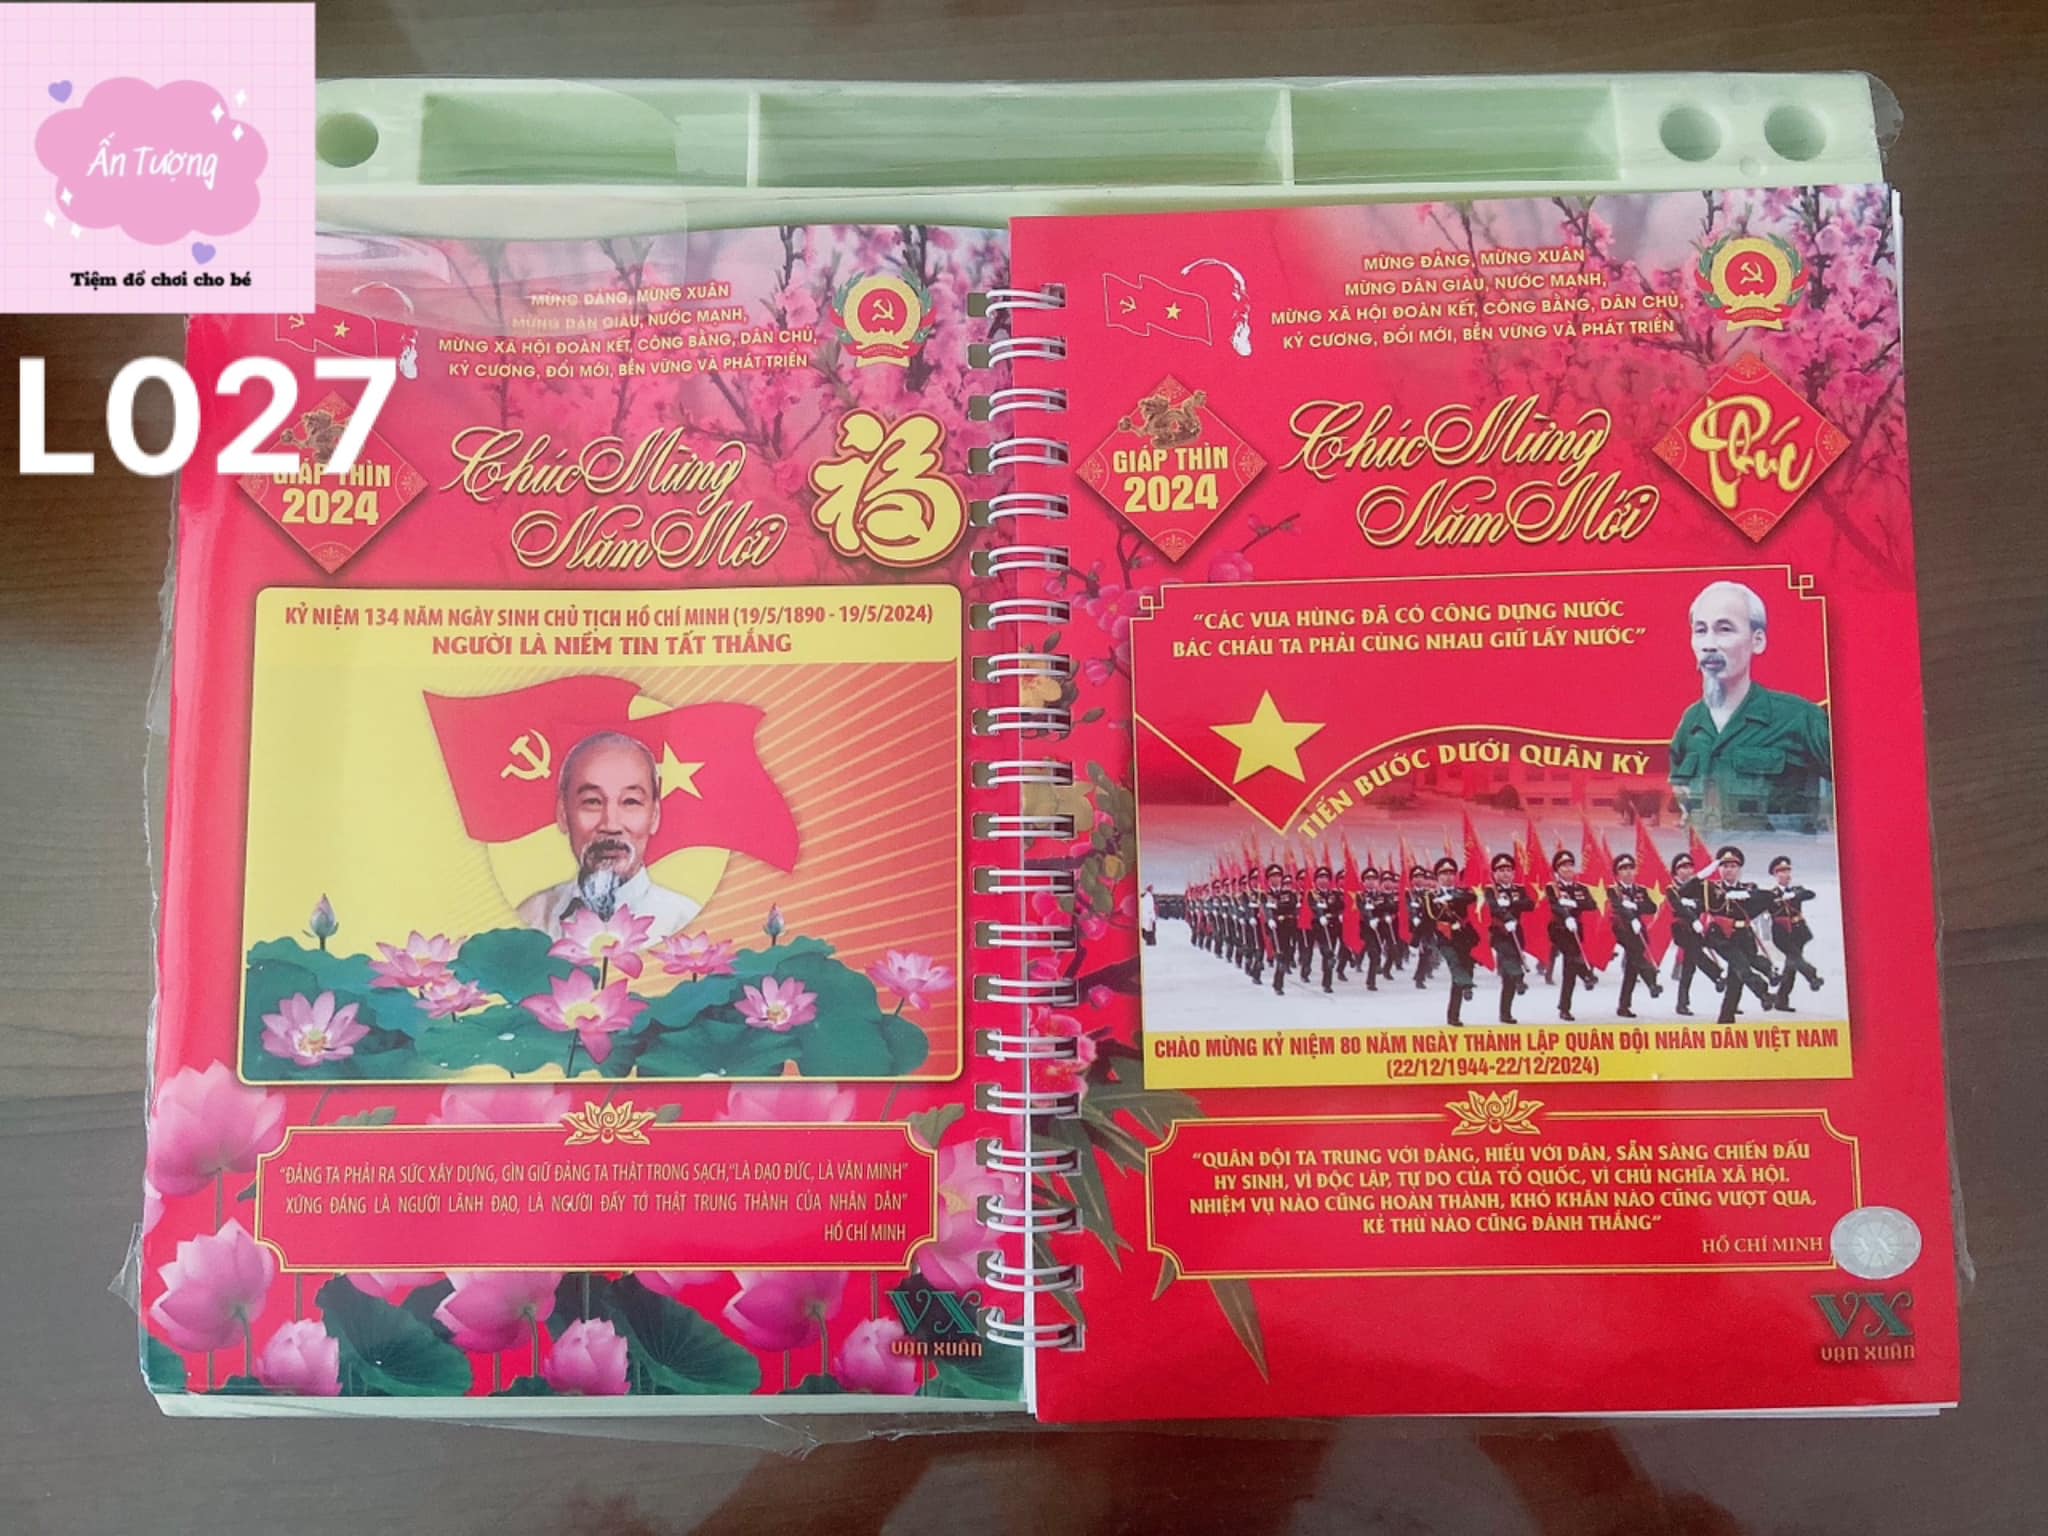 Ấn Tượng
Tiệm đồ chơi cho bé
L027
MỪNG ĐẢNG, MỪNG XUÂN
MỪNG DÂN GIÀU, NƯỚC MẠNH,
MỪNG XÃ HỘI ĐOÀN KẾT, CÔNG BẰNG, DÂN CHỦ,
KỶ CƯƠNG, ĐỔI MỚI, BỀN VỮNG VÀ PHÁT TRIỂN
GIÁP THÌN
2024
Chúc Mừng
Năm Mới
福
KỶ NIỆM 134 NĂM NGÀY SINH CHỦ TỊCH HỒ CHÍ MINH (19/5/1890 - 19/5/2024)
NGƯỜI LÀ NIỀM TIN TẤT THẮNG
"ĐẢNG TA PHẢI RA SỨC XÂY DỰNG, GÌN GIỮ ĐẢNG TA THẬT TRONG SẠCH, "LÀ ĐẠO ĐỨC, LÀ VĂN MINH"
XỨNG ĐÁNG LÀ NGƯỜI LÃNH ĐẠO, LÀ NGƯỜI ĐẦY TỚ THẬT TRUNG THÀNH CỦA NHÂN DÂN"
HỒ CHÍ MINH
VX
VẠN XUÂN
MỪNG ĐẢNG, MỪNG XUÂN
MỪNG DÂN GIÀU, NƯỚC MẠNH,
MỪNG XÃ HỘI ĐOÀN KẾT, CÔNG BẰNG, DÂN CHỦ,
KỶ CƯƠNG, ĐỔI MỚI, BỀN VỮNG VÀ PHÁT TRIỂN
GIÁP THÌN
2024
Chúc Mừng
Năm Mới
Phúc
"CÁC VUA HÙNG ĐÃ CÓ CÔNG DỰNG NƯỚC
BÁC CHÁU TA PHẢI CÙNG NHAU GIỮ LẤY NƯỚC"
TIẾN BƯỚC DƯỚI QUÂN KỲ
CHÀO MỪNG KỶ NIỆM 80 NĂM NGÀY THÀNH LẬP QUÂN ĐỘI NHÂN DÂN VIỆT NAM
(22/12/1944-22/12/2024)
"QUÂN ĐỘI TA TRUNG VỚI ĐẢNG, HIẾU VỚI DÂN, SẴN SÀNG CHIẾN ĐẤU
HY SINH, VÌ ĐỘC LẬP, TỰ DO CỦA TỔ QUỐC, VÌ CHỦ NGHĨA XÃ HỘI.
NHIỆM VỤ NÀO CŨNG HOÀN THÀNH, KHÓ KHĂN NÀO CŨNG VƯỢT QUA,
KẺ THÙ NÀO CŨNG ĐÁNH THẮNG"
HỒ CHÍ MINH
VX
VẠN XUÂN